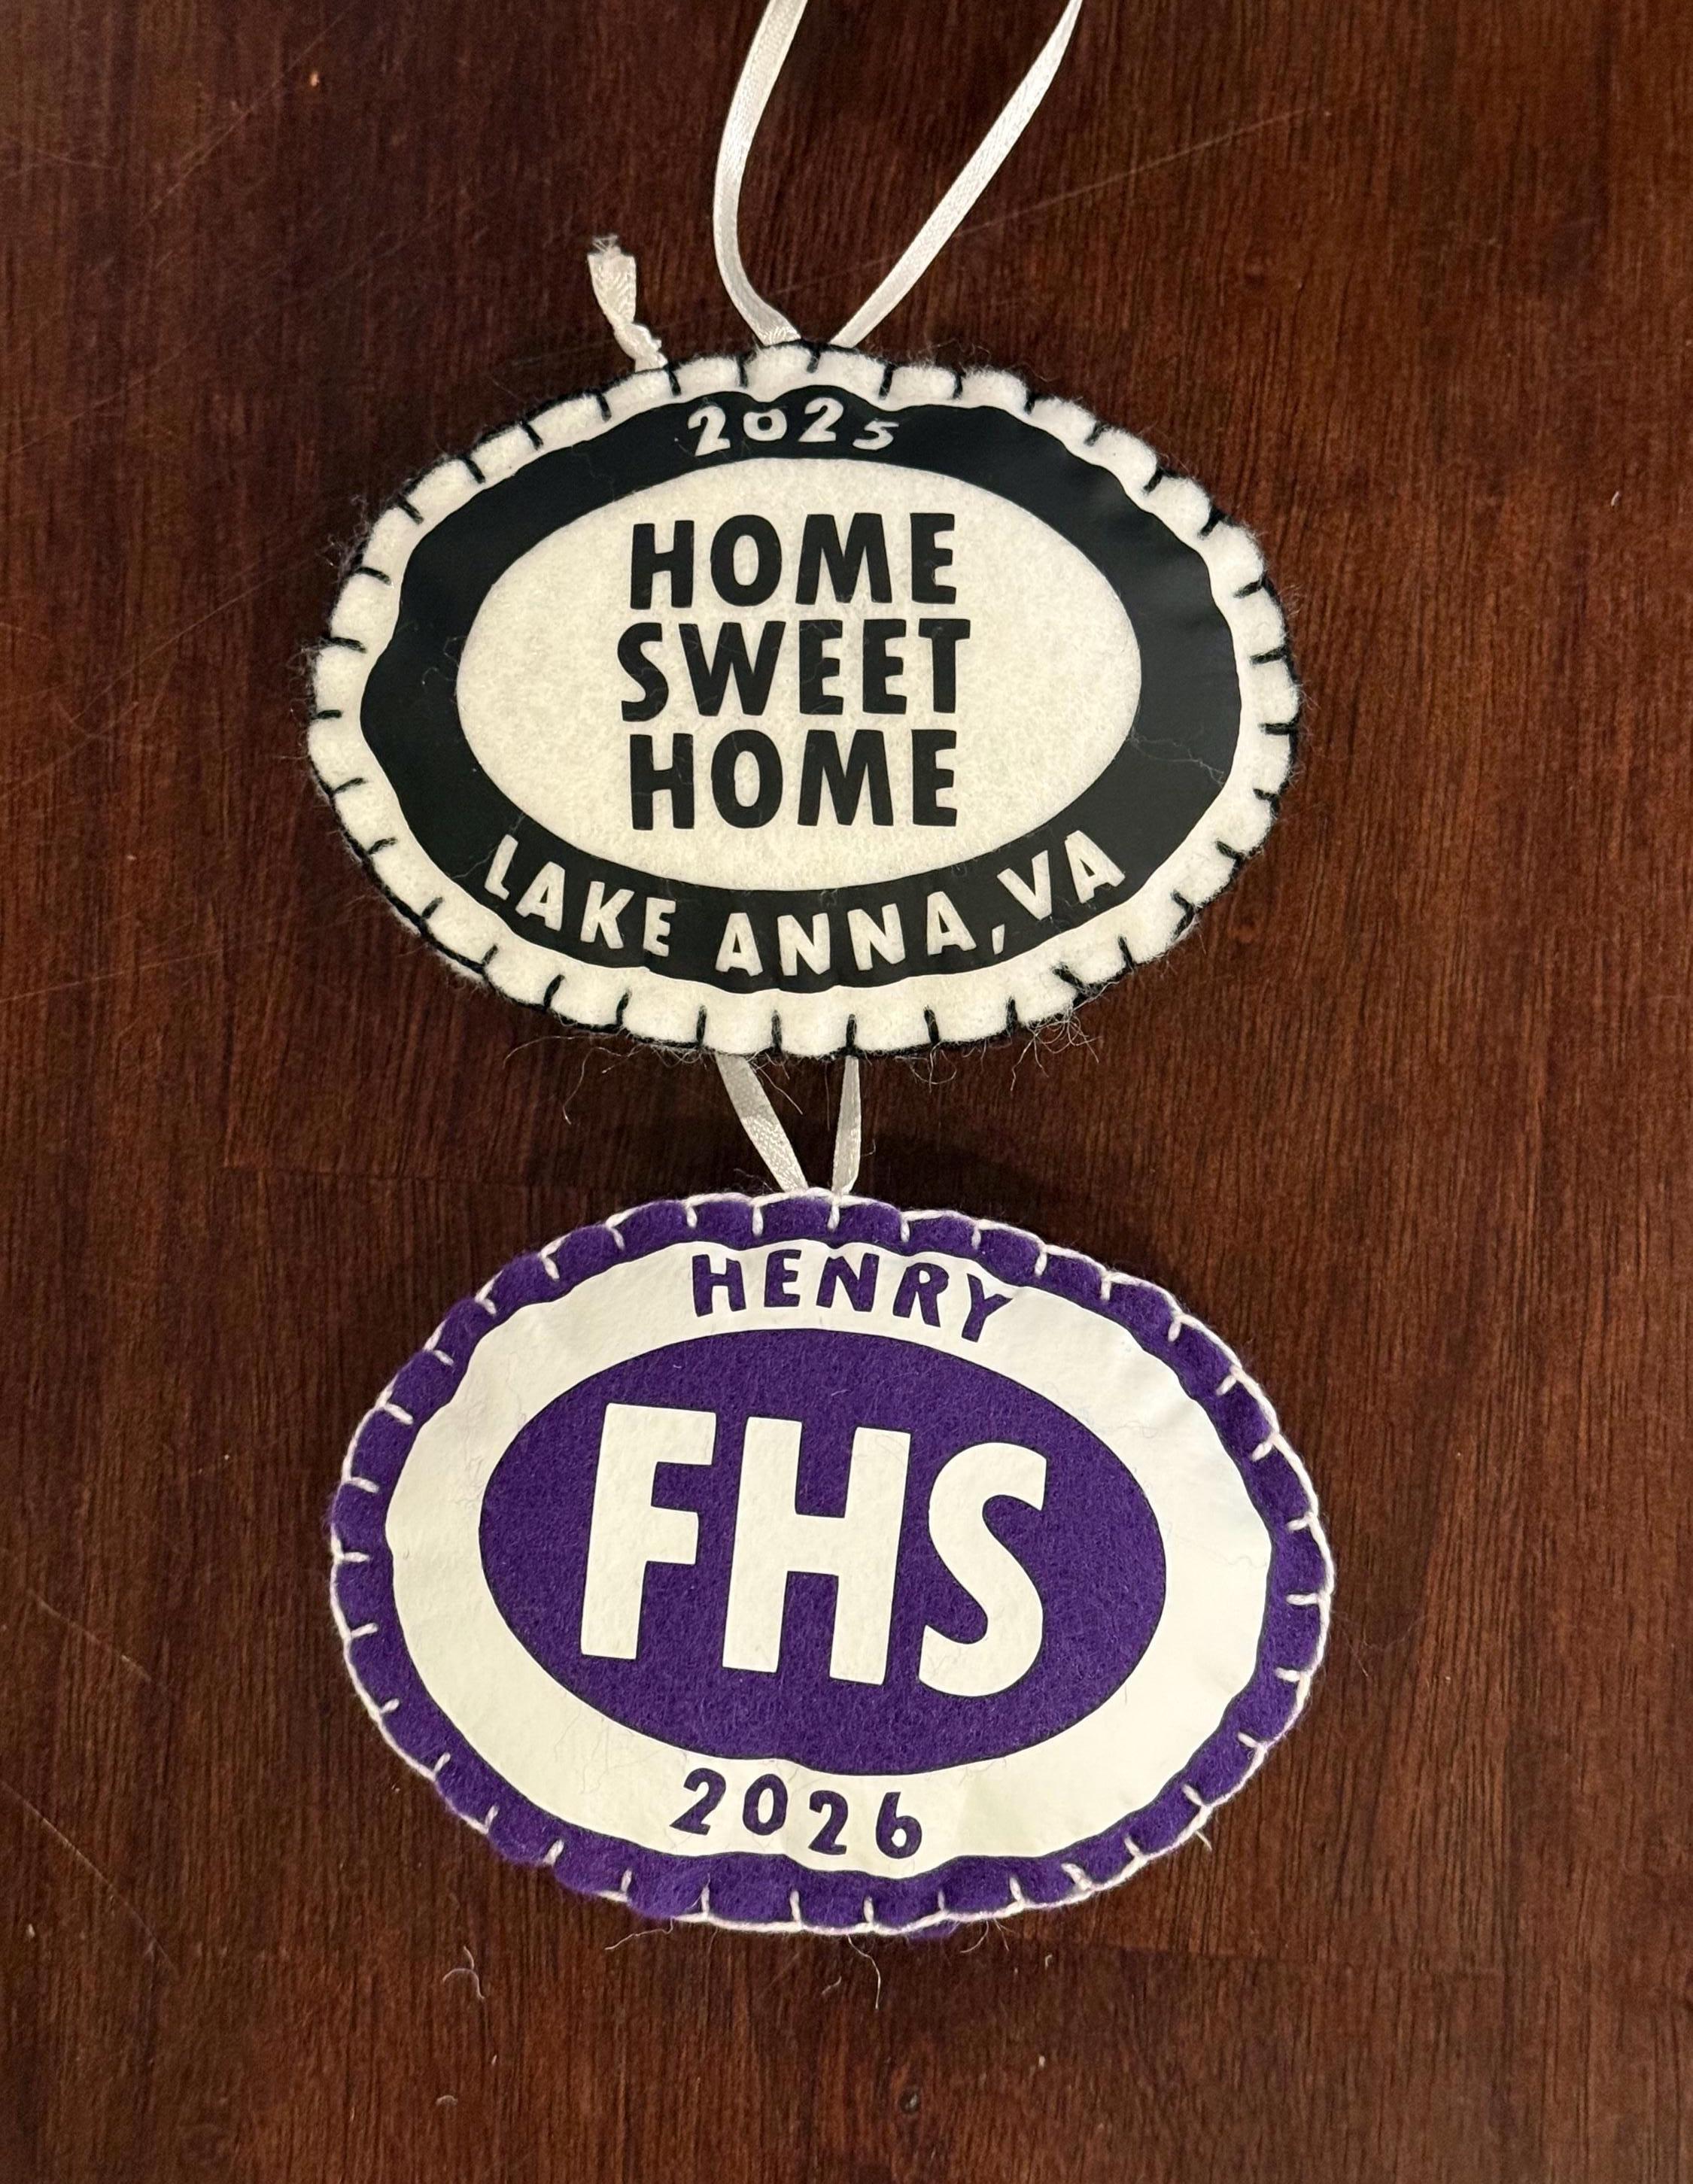 2025
HOME
SWEET
HOME
LAKE ANNA, VA
HENRY
FHS
2026